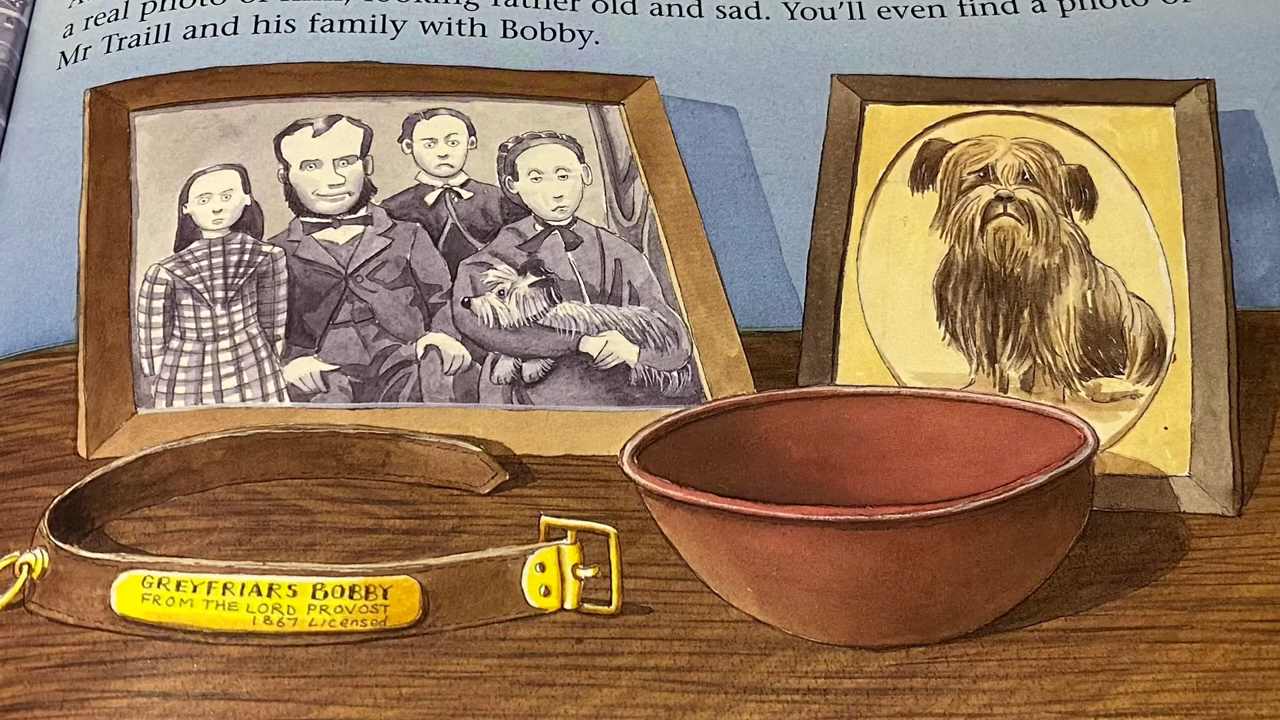 a real photo of him, looking rather old and sad. You'll even find a photo of
Mr Traill and his family with Bobby.
GREYFRIARS BOBBY
FROM THE LORD PROVOST
1867 Licensed